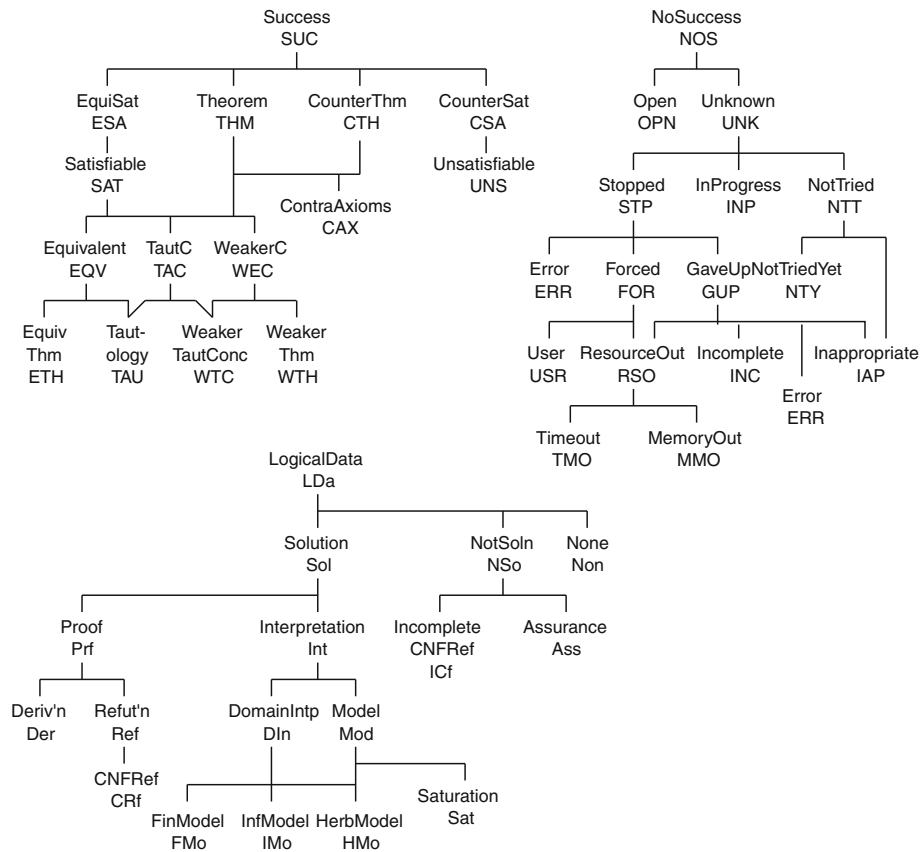 Success
SUC
NoSuccess
NOS
EquiSat
ESA
Theorem
THM
CounterThm
CTH
CounterSat
CSA
Open
OPN
Unknown
UNK
Satisfiable
SAT
Unsatisfiable
UNS
ContraAxioms
CAX
Stopped
STP
InProgress
INP
NotTried
NTT
Equivalent
EQV
TautC
TAC
WeakerC
WEC
Error
ERR
Forced
FOR
GaveUp
GUP
NotTriedYet
NTY
Equiv
Thm
ETH
Taut-
ology
TAU
Weaker
TautConc
WTC
Weaker
Thm
WTH
User
USR
ResourceOut
RSO
Incomplete
INC
Error
ERR
Inappropriate
IAP
Timeout
TMO
MemoryOut
MMO
LogicalData
LDa
Solution
Sol
NotSoln
NSo
None
Non
Proof
Prf
Interpretation
Int
Incomplete
CNFRef
ICf
Assurance
Ass
Deriv'n
Der
Refut'n
Ref
DomainIntp
DIn
Model
Mod
CNFRef
CRf
FinModel
FMo
InfModel
IMo
HerbModel
HMo
Saturation
Sat